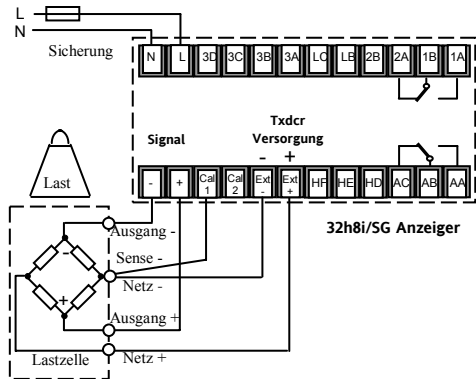 L
N
Sicherung
N L 3D 3C 3B 3A LC LB 2B 2A 1B 1A
Signal
Txdcr
Versorgung
- +
- + Cal 1 Cal 2 Ext - Ext + HF HE HD AC AB AA
Last
32h8i/SG Anzeiger
Ausgang -
Sense -
Netz -
Ausgang +
Netz +
-
+
Lastzelle